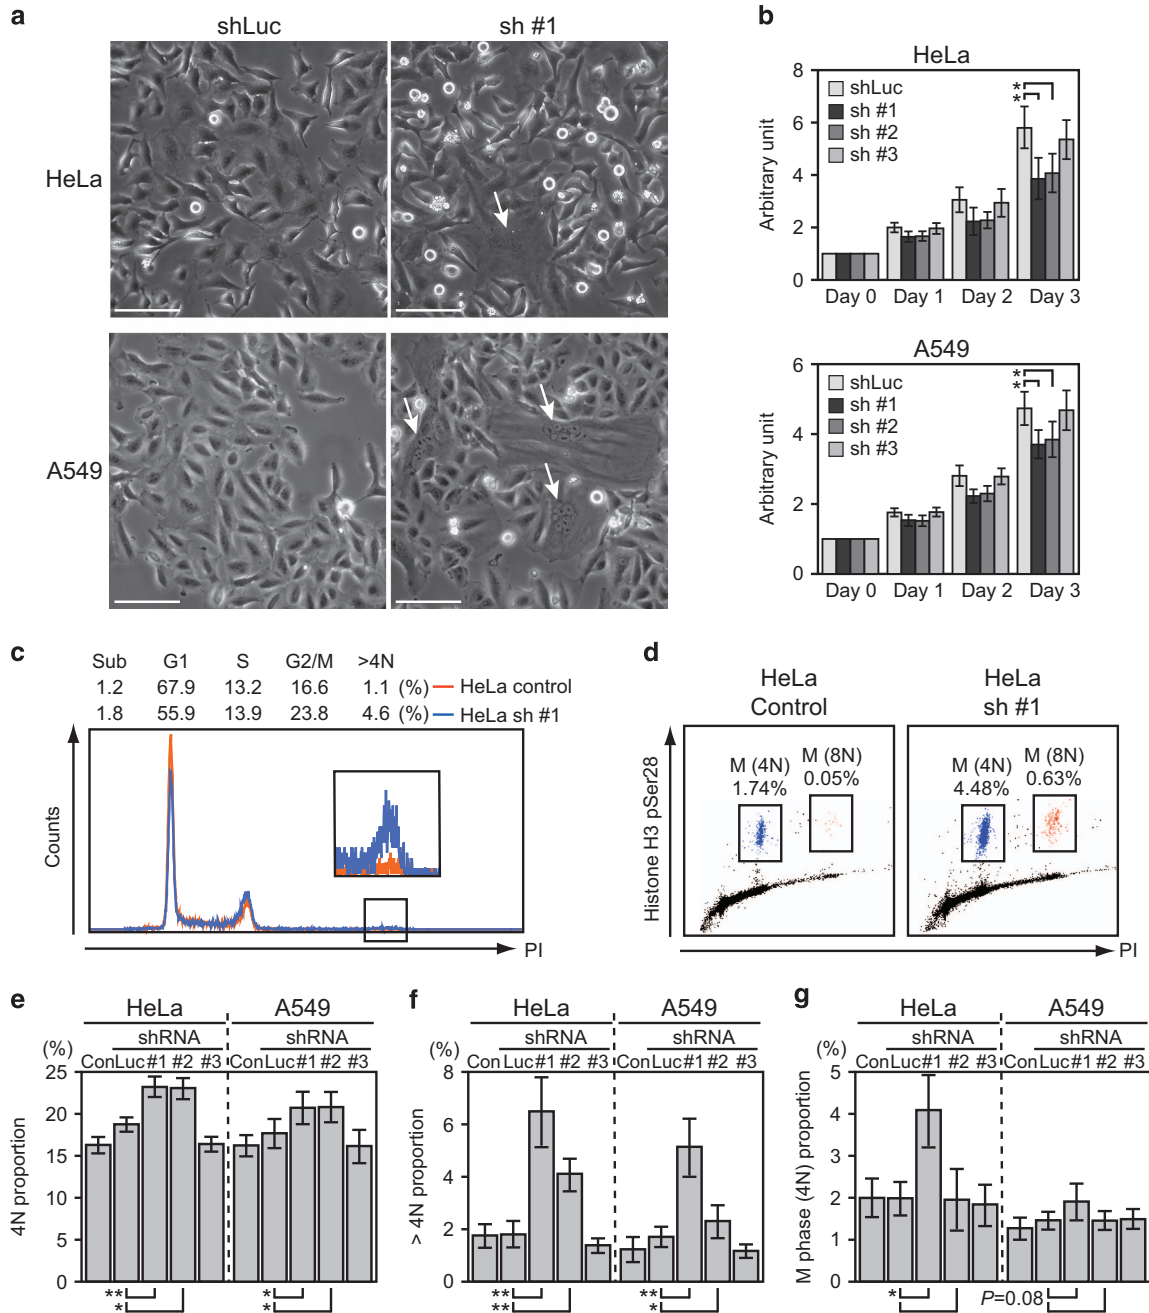 a
shLuc
sh #1
HeLa
A549
b
HeLa
8
6
4
2
0
Arbitrary unit
shLuc
sh #1
sh #2
sh #3
*
*
Day 0 Day 1 Day 2 Day 3
A549
6
4
2
0
Arbitrary unit
shLuc
sh #1
sh #2
sh #3
*
*
Day 0 Day 1 Day 2 Day 3
c
Sub G1 S G2/M >4N
1.2 67.9 13.2 16.6 1.1 (%) HeLa control
1.8 55.9 13.9 23.8 4.6 (%) HeLa sh #1
Counts
PI
d
HeLa
Control
HeLa
sh #1
M (4N)
1.74%
M (8N)
0.05%
M (4N)
4.48%
M (8N)
0.63%
Histone H3 pSer28
PI
e
HeLa A549
shRNA shRNA
(%)
Con Luc #1 #2 #3 Con Luc #1 #2 #3
25
20
15
10
5
0
4N proportion
** *
* *
f
HeLa A549
shRNA shRNA
(%)
Con Luc #1 #2 #3 Con Luc #1 #2 #3
8
6
4
2
0
> 4N proportion
** **
** *
g
HeLa A549
shRNA shRNA
(%)
Con Luc #1 #2 #3 Con Luc #1 #2 #3
5
4
3
2
1
0
M phase (4N) proportion
* P=0.08
*